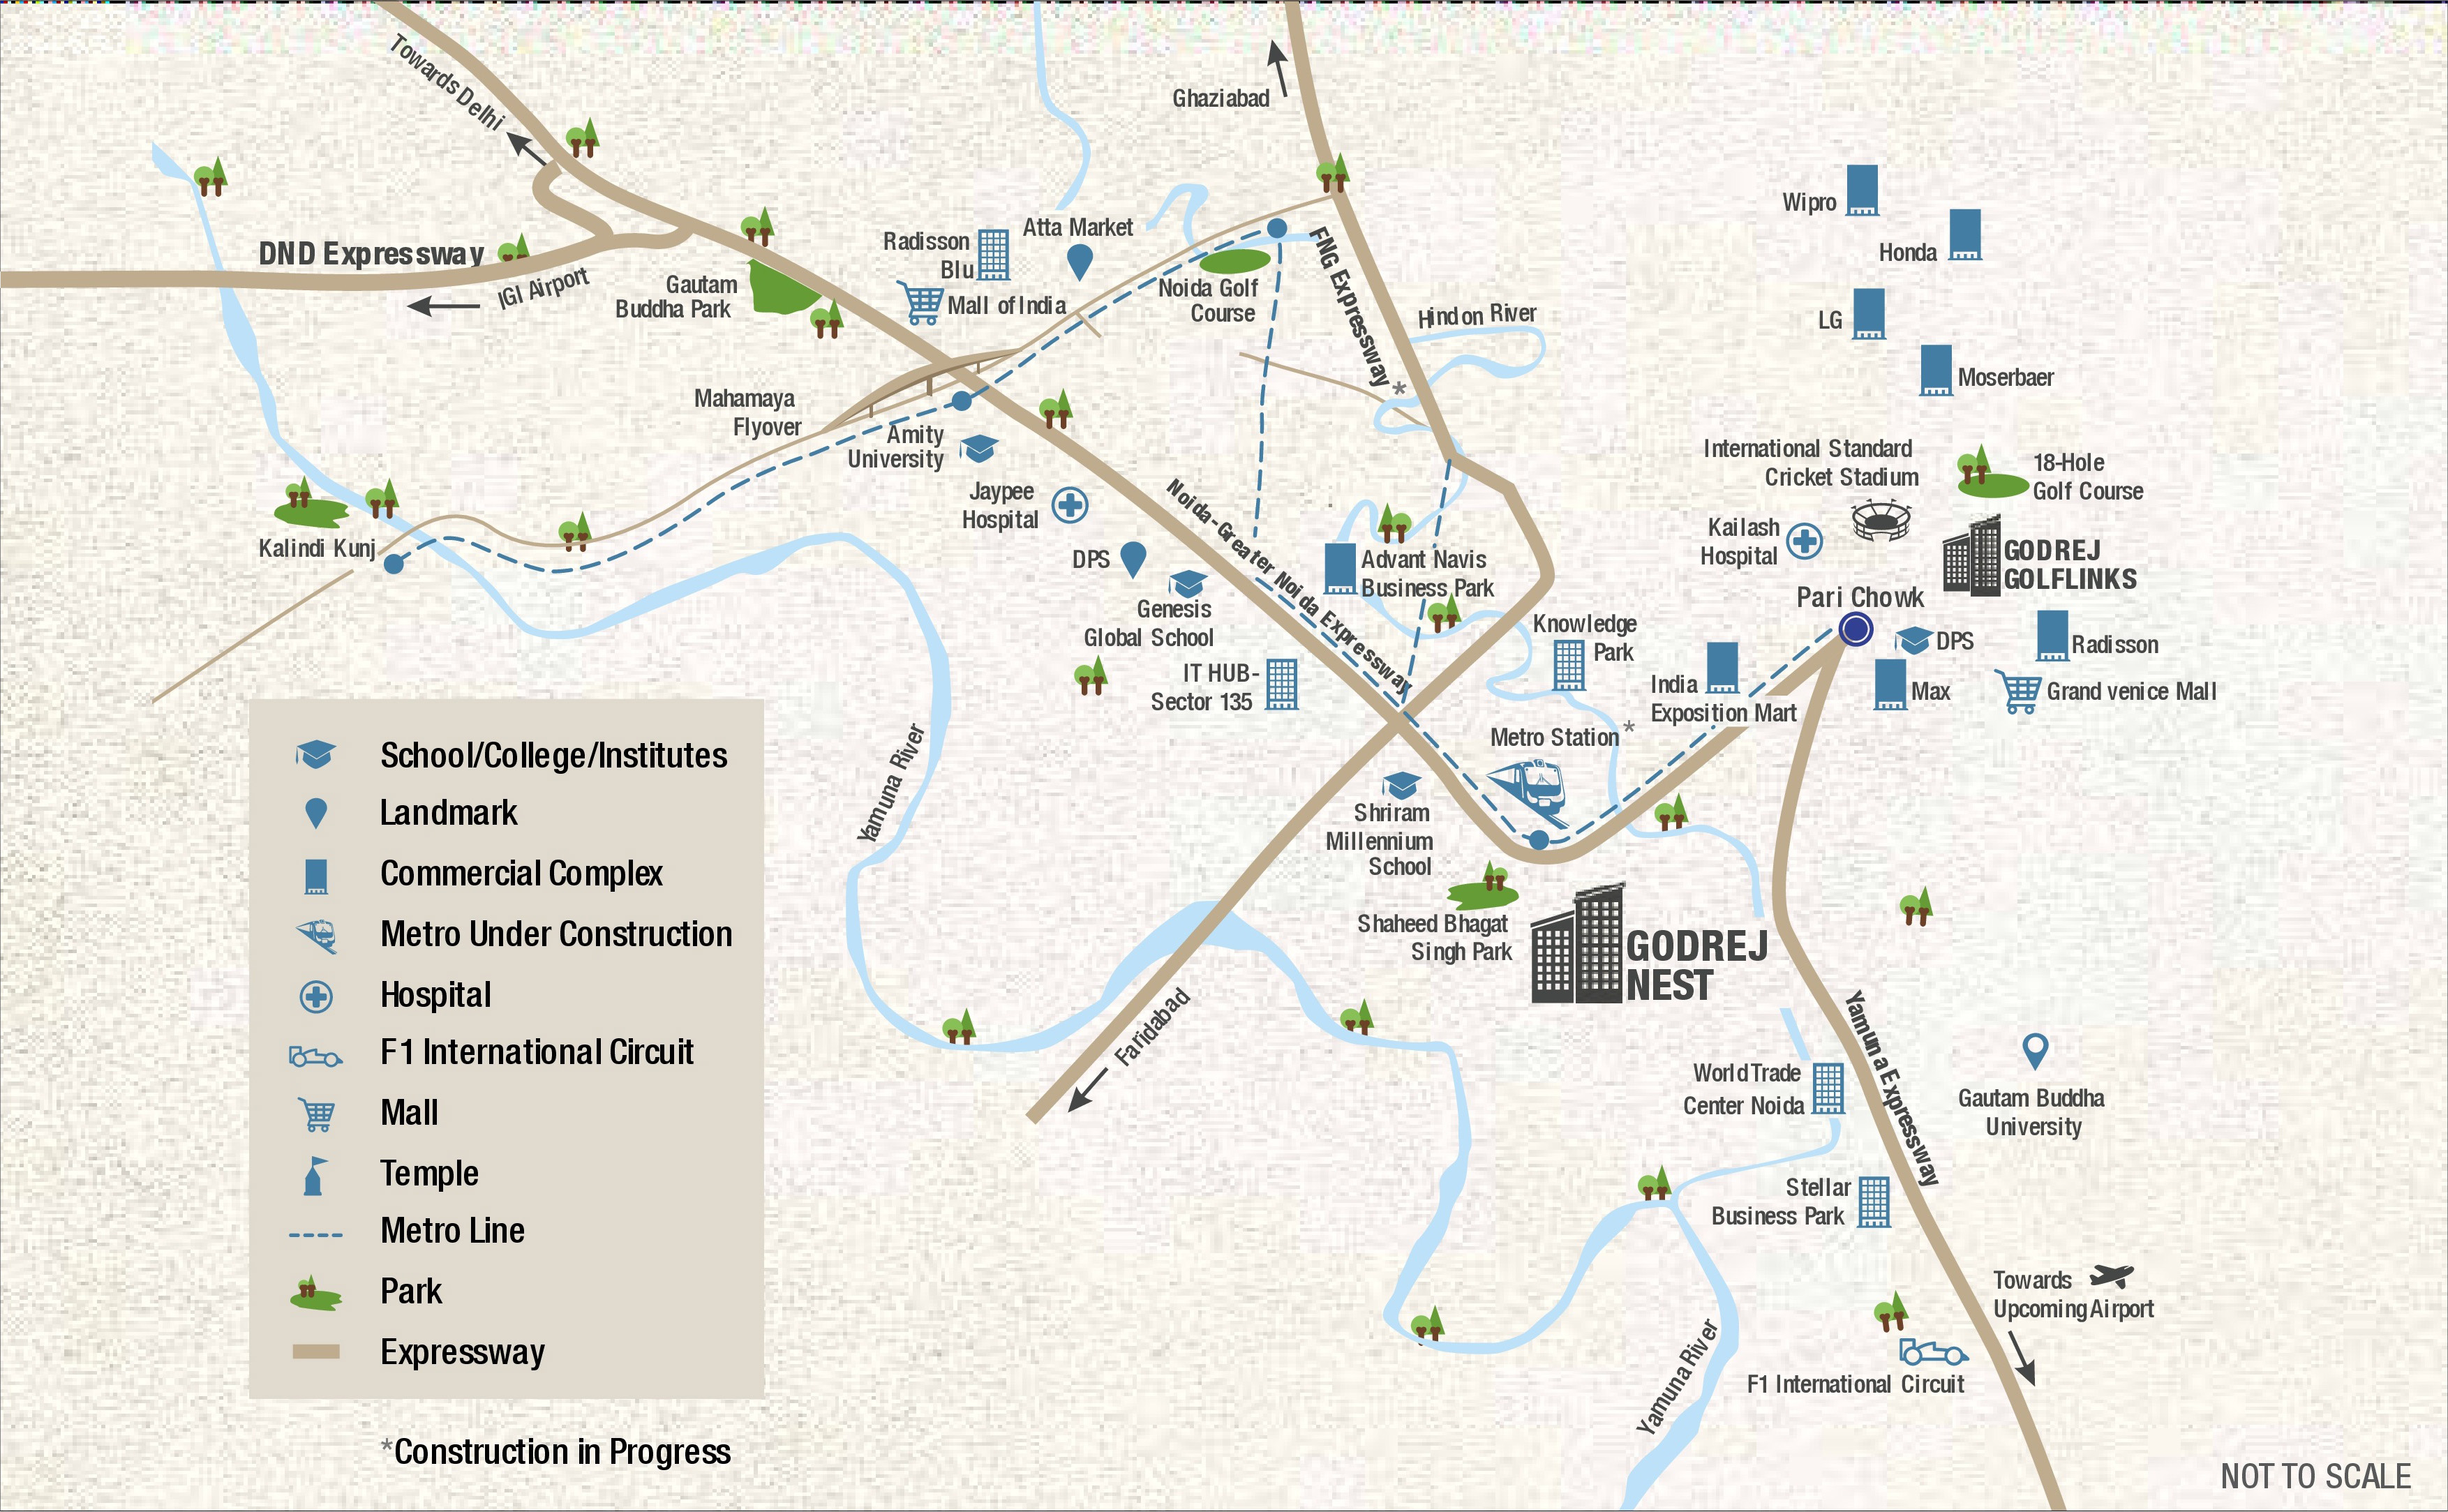 Towards Delhi
Ghaziabad
DND Expressway
IGI Airport
Gautam
Buddha Park
Radisson
Blu
Atta Market
Mall of India
Noida Golf
Course
FNG Expressway*
Hindon River
Wipro
Honda
LG
Moserbaer
Mahamaya
Flyover
Amity
University
Jaypee
Hospital
Kalindi Kunj
DPS
Genesis
Global School
IT HUB-
Sector 135
Noida-Greater Noida Expressway
Advant Navis
Business Park
International Standard
Cricket Stadium
18-Hole
Golf Course
Kailash
Hospital
GODREJ
GOLFLINKS
Pari Chowk
DPS
Radisson
Max
Grand venice Mall
Knowledge
Park
India
Exposition Mart
Metro Station*
Shriram
Millennium
School
Shaheed Bhagat
Singh Park
GODREJ
NEST
Yamuna River
Faridabad
Yamuna Expressway
World Trade
Center Noida
Gautam Buddha
University
Stellar
Business Park
Towards
Upcoming Airport
F1 International Circuit
Yamuna River
School/College/Institutes
Landmark
Commercial Complex
Metro Under Construction
Hospital
F1 International Circuit
Mall
Temple
Metro Line
Park
Expressway
*Construction in Progress
NOT TO SCALE